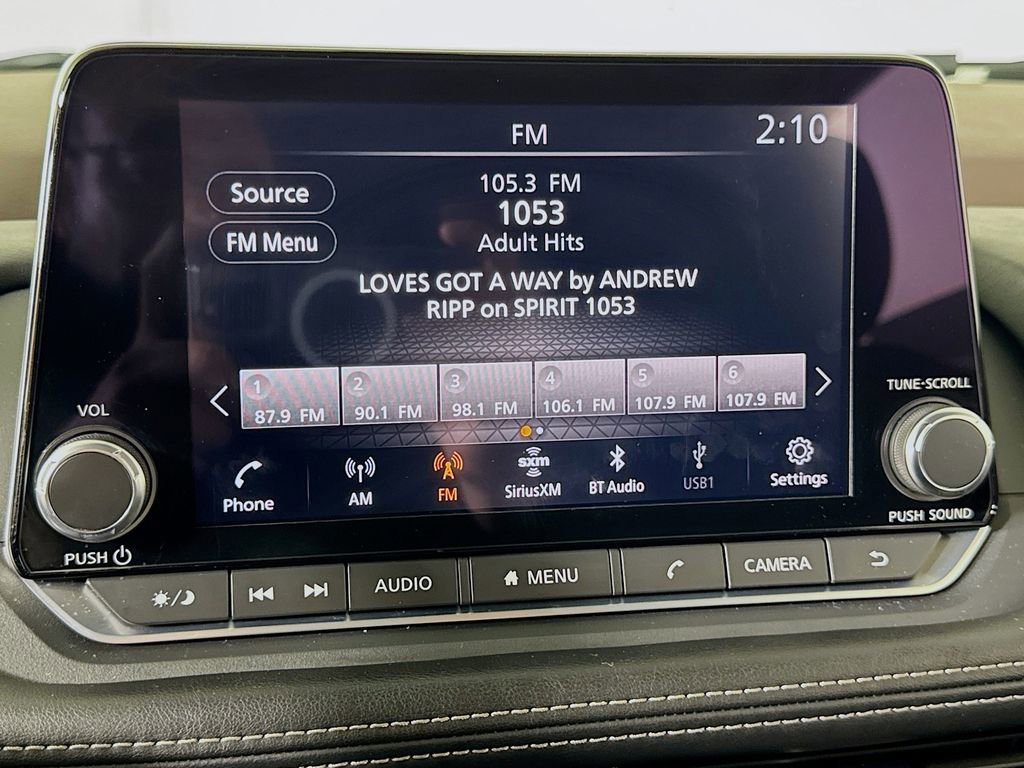 FM
2:10
Source
105.3 FM
1053
FM Menu
Adult Hits
LOVES GOT A WAY by ANDREW
RIPP on SPIRIT 1053
1
87.9 FM
2
90.1 FM
3
98.1 FM
4
106.1 FM
5
107.9 FM
6
107.9 FM
VOL
TUNE-SCROLL
Phone
AM
FM
sxm
SiriusXM
BT Audio
USB1
Settings
PUSH
PUSH SOUND
AUDIO
MENU
CAMERA